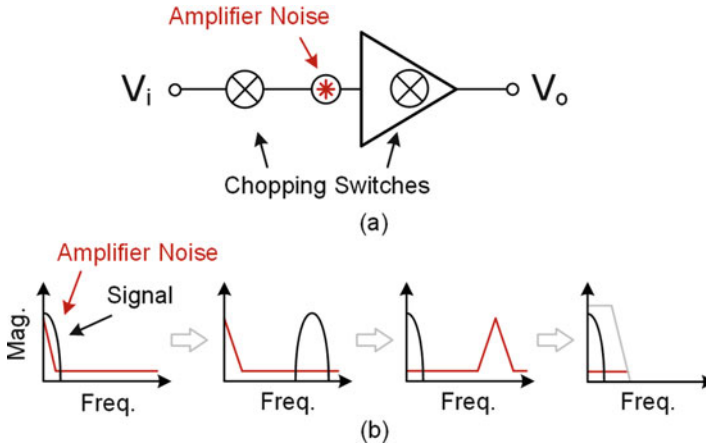 Amplifier Noise
Vi
Vo
Chopping Switches
(a)
Amplifier Noise
Signal
Mag.
Freq.
Freq.
Freq.
Freq.
(b)